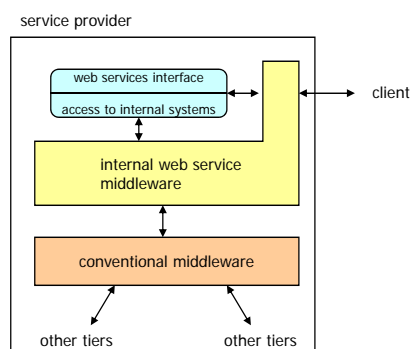 service provider
web services interface
access to internal systems
client
internal web service
middleware
conventional middleware
other tiers
other tiers